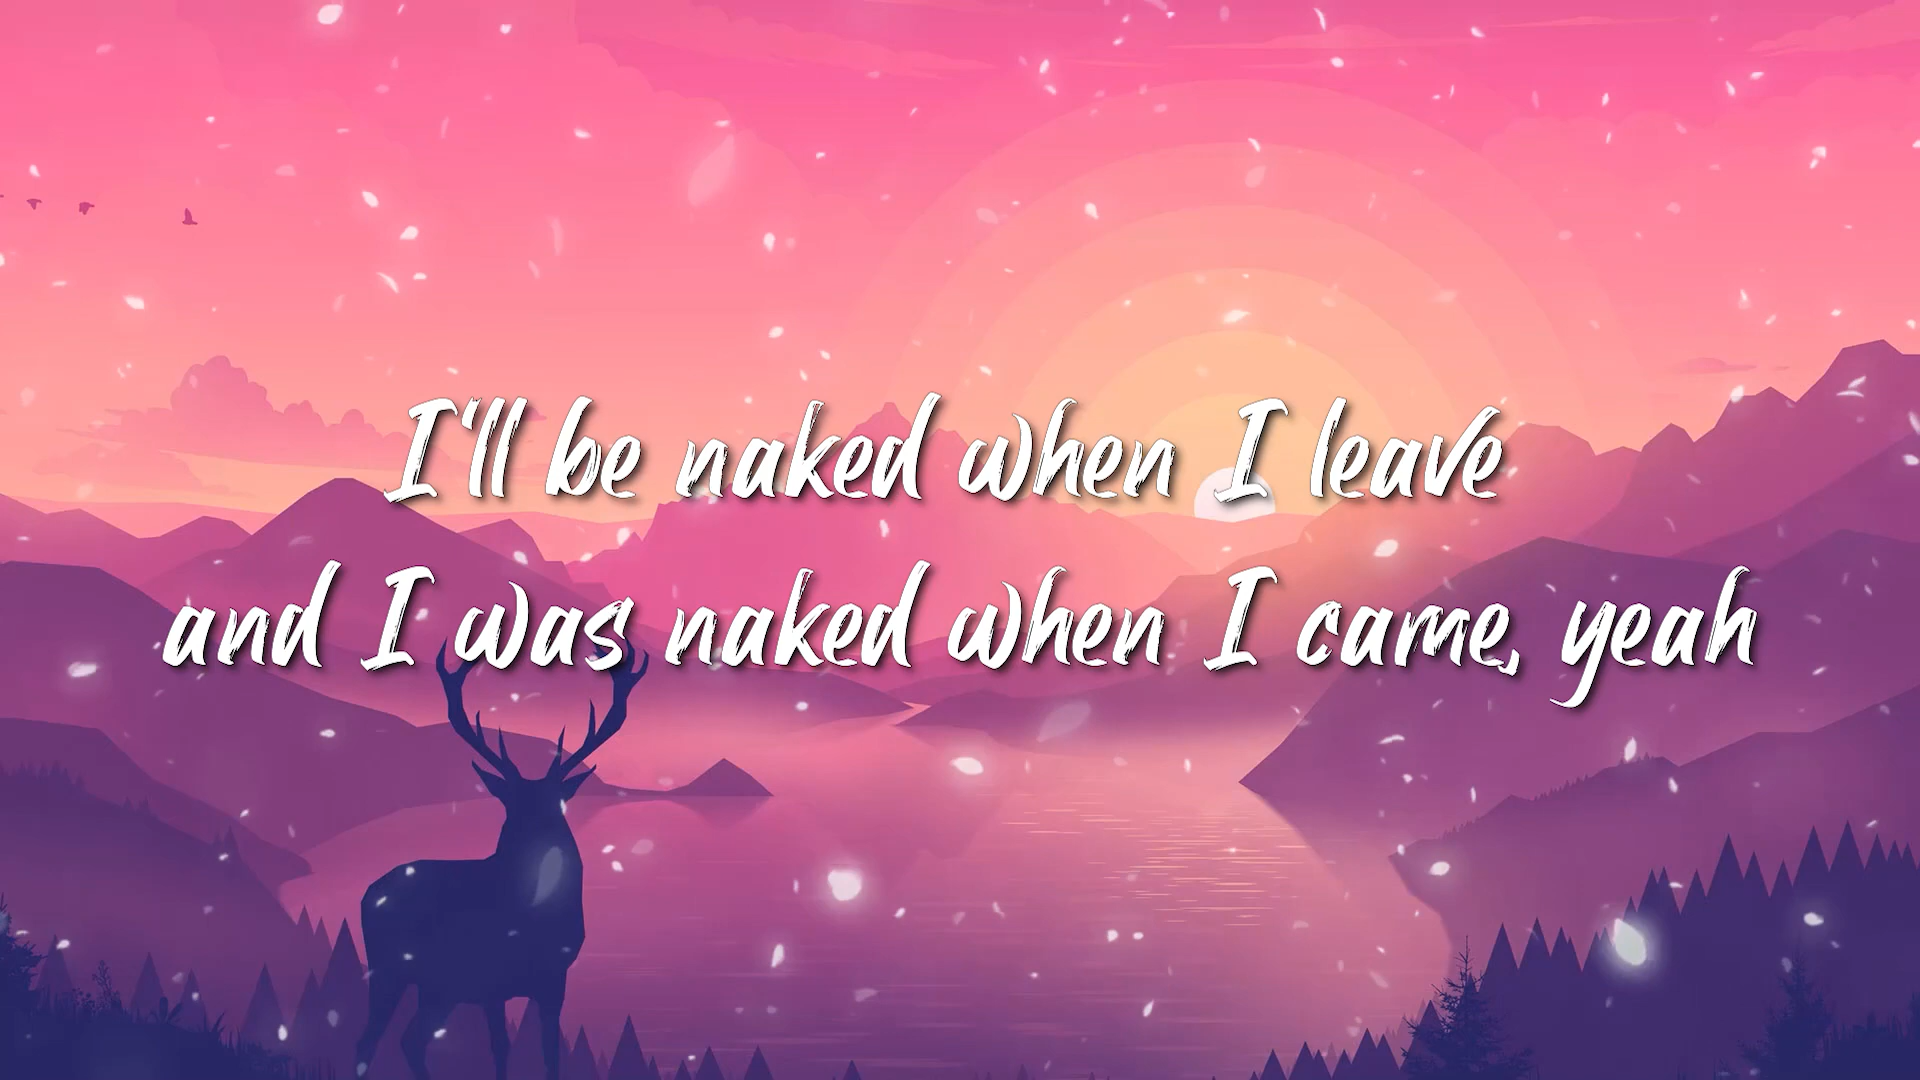 I'll be naked when I leave
and I was naked when I came, yeah